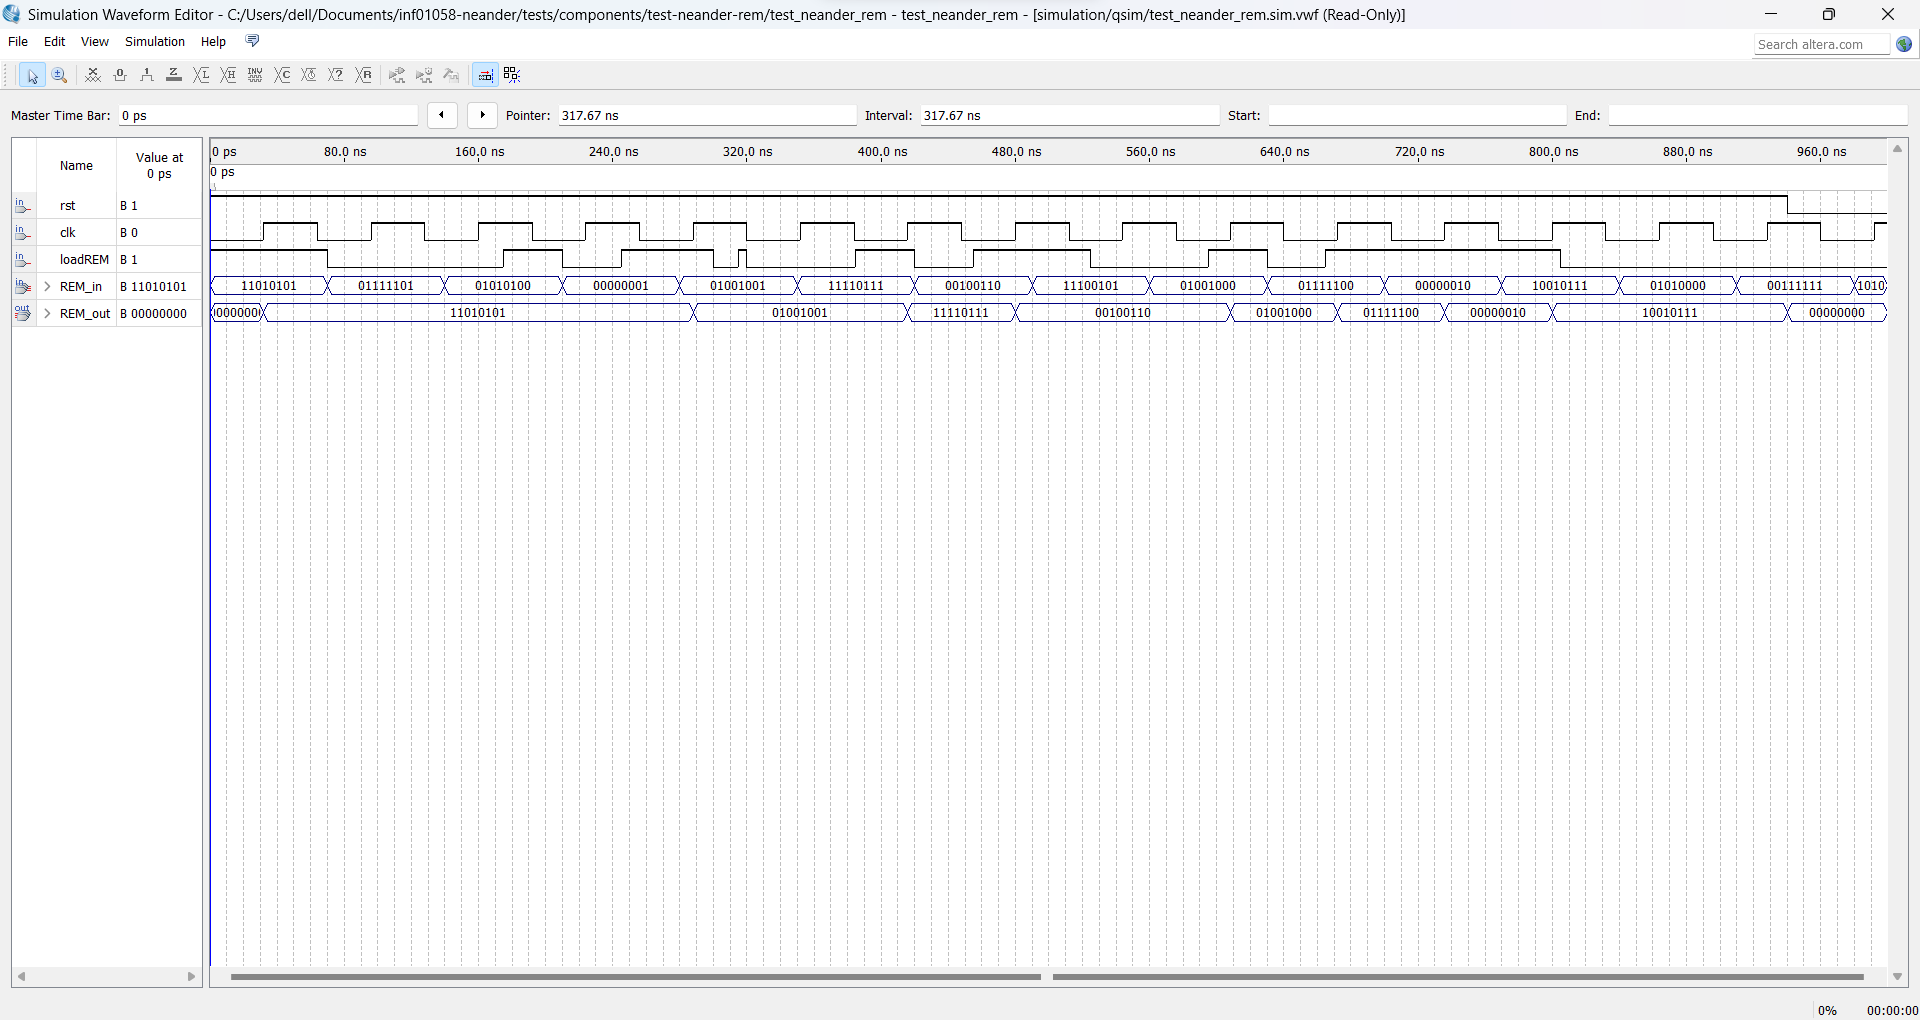 Simulation Waveform Editor - C:/Users/dell/Documents/inf01058-neander/tests/components/test-neander-rem/test_neander_rem - test_neander_rem - [simulation/qsim/test_neander_rem.sim.vwf (Read-Only)]
File Edit View Simulation Help
Search altera.com
Master Time Bar: 0 ps Pointer: 317.67 ns Interval: 317.67 ns Start: End:
Name Value at 0 ps
0 ps 80.0 ns 160.0 ns 240.0 ns 320.0 ns 400.0 ns 480.0 ns 560.0 ns 640.0 ns 720.0 ns 800.0 ns 880.0 ns 960.0 ns
0 ps
rst B 1
clk B 0
loadREM B 1
REM_in B 11010101 11010101 01111101 01010100 00000001 01001001 11110111 00100110 11100101 01001000 01111100 00000010 10010111 01010000 00111111 1010
REM_out B 00000000 0000000 11010101 01001001 11110111 00100110 01001000 01111100 00000010 10010111 00000000
0% 00:00:00